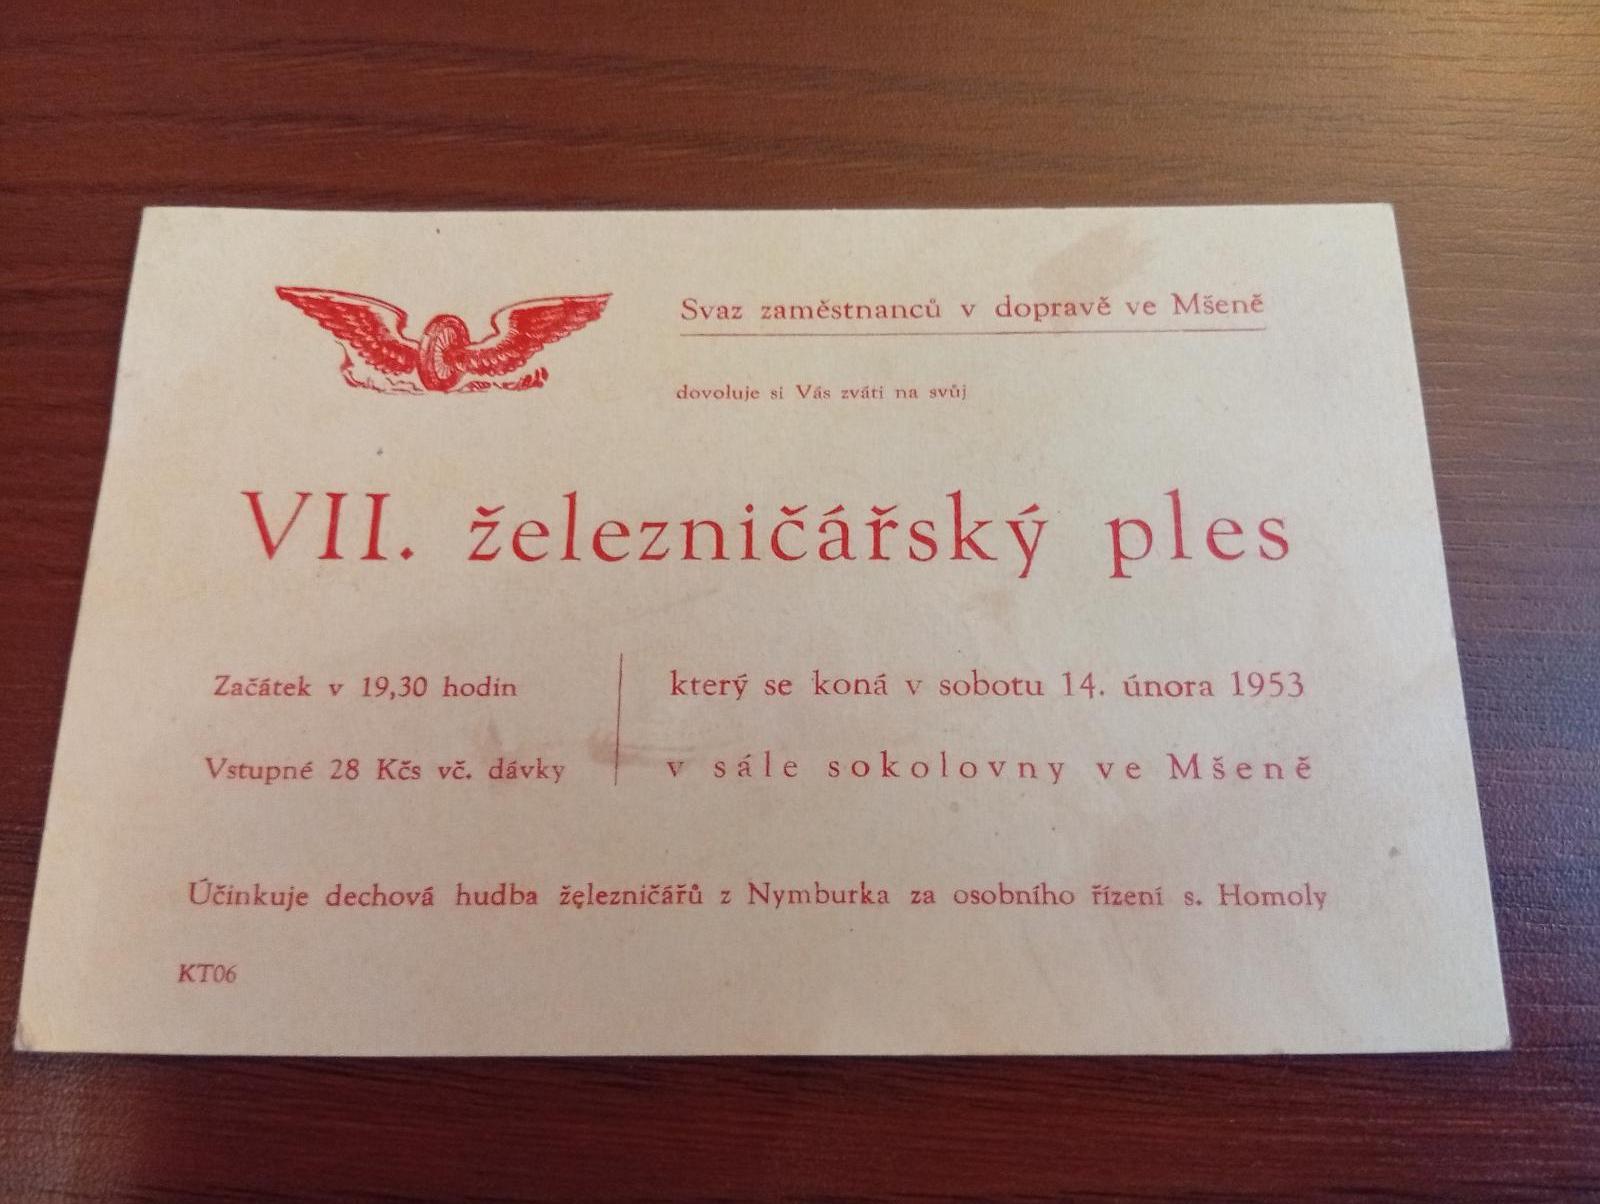 Svaz zaměstnanců v dopravě ve Mšeně
dovoluje si Vás zváti na svůj
VII. železničářský ples
Začátek v 19,30 hodin
Vstupné 28 Kčs vč. dávky
který se koná v sobotu 14. února 1953
v sále sokolovny ve Mšeně
Účinkuje dechová hudba železničářů z Nymburka za osobního řízení s. Homoly
KT06